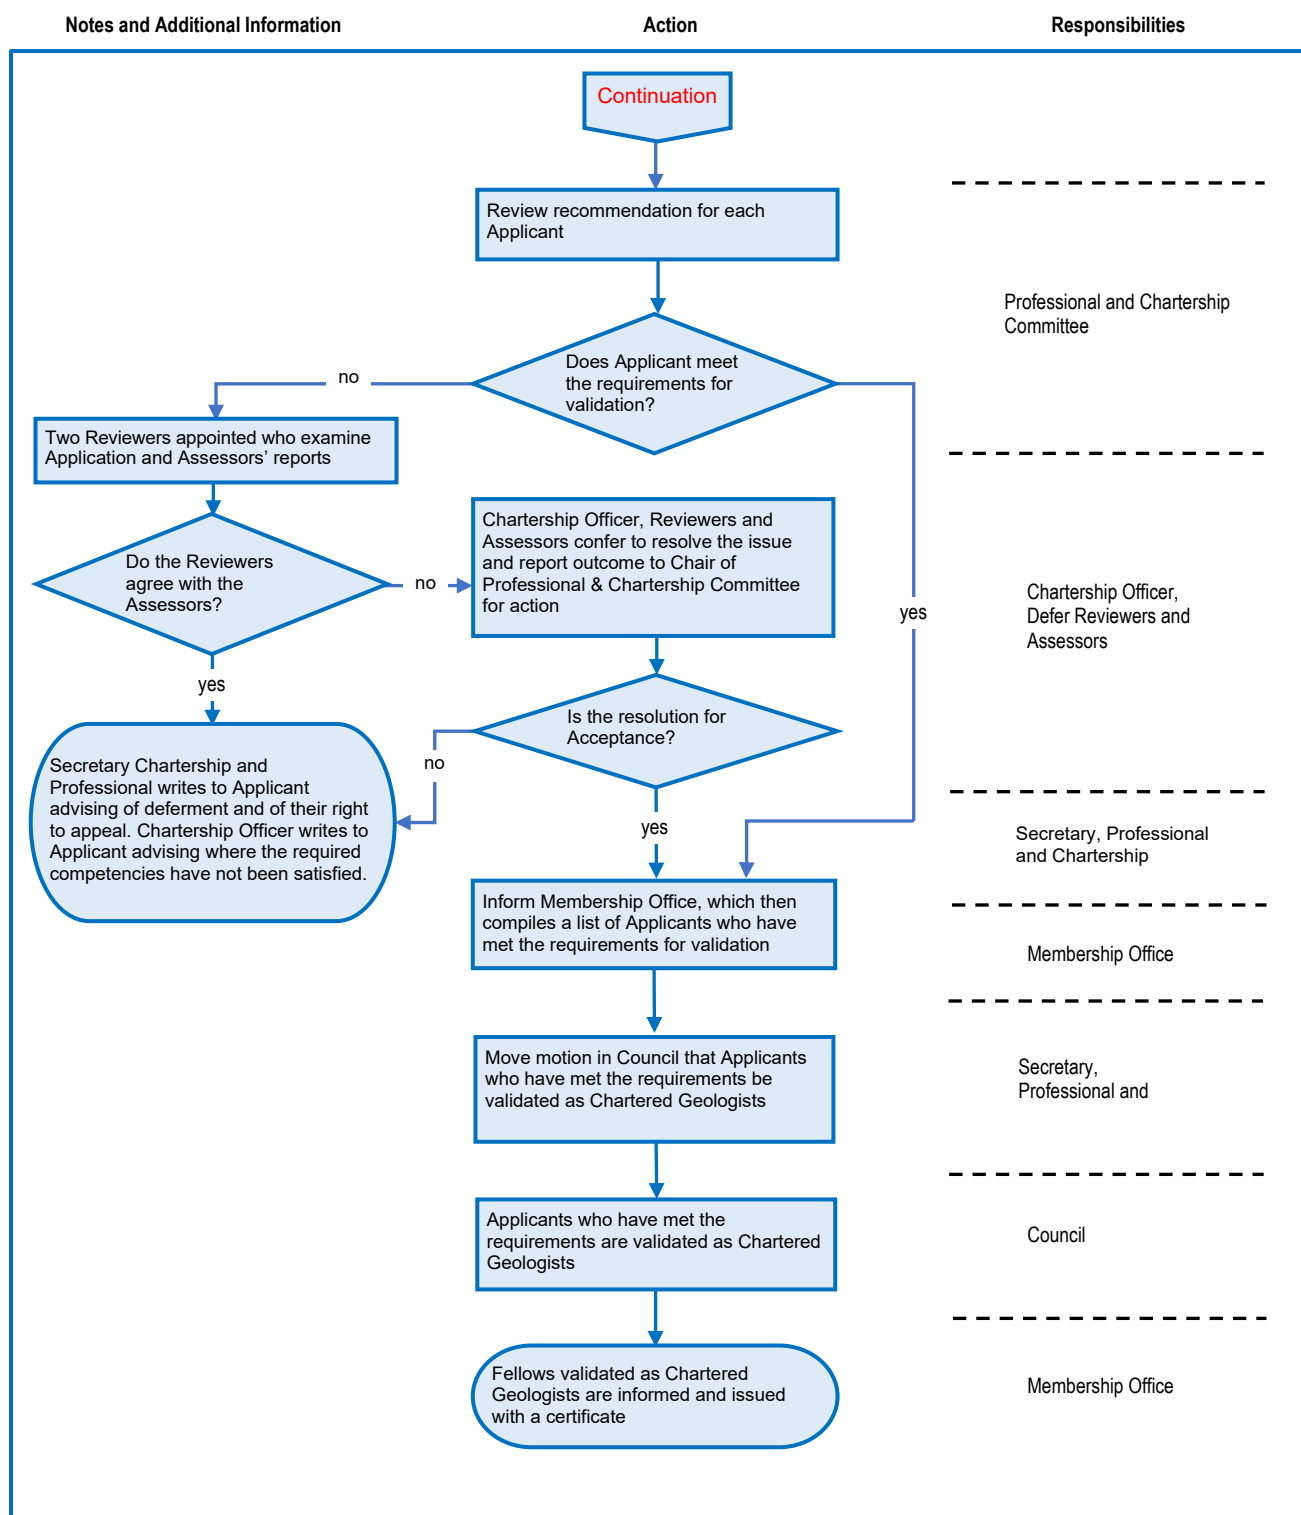 Notes and Additional Information
Action
Responsibilities
Continuation
Review recommendation for each
Applicant
Professional and Chartership
Committee
Does Applicant meet
the requirements for
validation?
no
Two Reviewers appointed who examine
Application and Assessors’ reports
Chartership Officer, Reviewers and
Assessors confer to resolve the issue
and report outcome to Chair of
Professional & Chartership Committee
for action
Do the Reviewers
agree with the
Assessors?
no
yes
Chartership Officer,
Defer Reviewers and
Assessors
yes
Is the resolution for
Acceptance?
no
Secretary Chartership and
Professional writes to Applicant
advising of deferment and of their right
to appeal. Chartership Officer writes to
Applicant advising where the required
competencies have not been satisfied.
yes
Secretary, Professional
and Chartership
Inform Membership Office, which then
compiles a list of Applicants who have
met the requirements for validation
Membership Office
Move motion in Council that Applicants
who have met the requirements be
validated as Chartered Geologists
Secretary,
Professional and
Applicants who have met the
requirements are validated as Chartered
Geologists
Council
Fellows validated as Chartered
Geologists are informed and issued
with a certificate
Membership Office